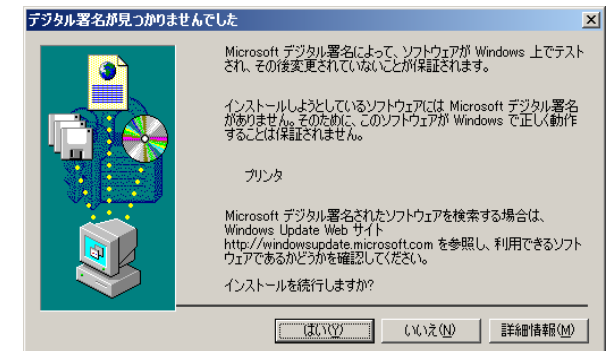 デジタル署名が見つかりませんでした
Microsoft デジタル署名によって、ソフトウェアが Windows 上でテスト
され、その後変更されていないことが保証されます。
インストールしようとしているソフトウェアには Microsoft デジタル署名
がありません。そのために、このソフトウェアが Windows で正しく動作
することは保証されません。
プリンタ
Microsoft デジタル署名されたソフトウェアを検索する場合は、
Windows Update Web サイト
http://windowsupdate.microsoft.com を参照し、利用できるソフト
ウェアであるかどうかを確認してください。
インストールを続行しますか?
はい(Y)
いいえ(N)
詳細情報(M)